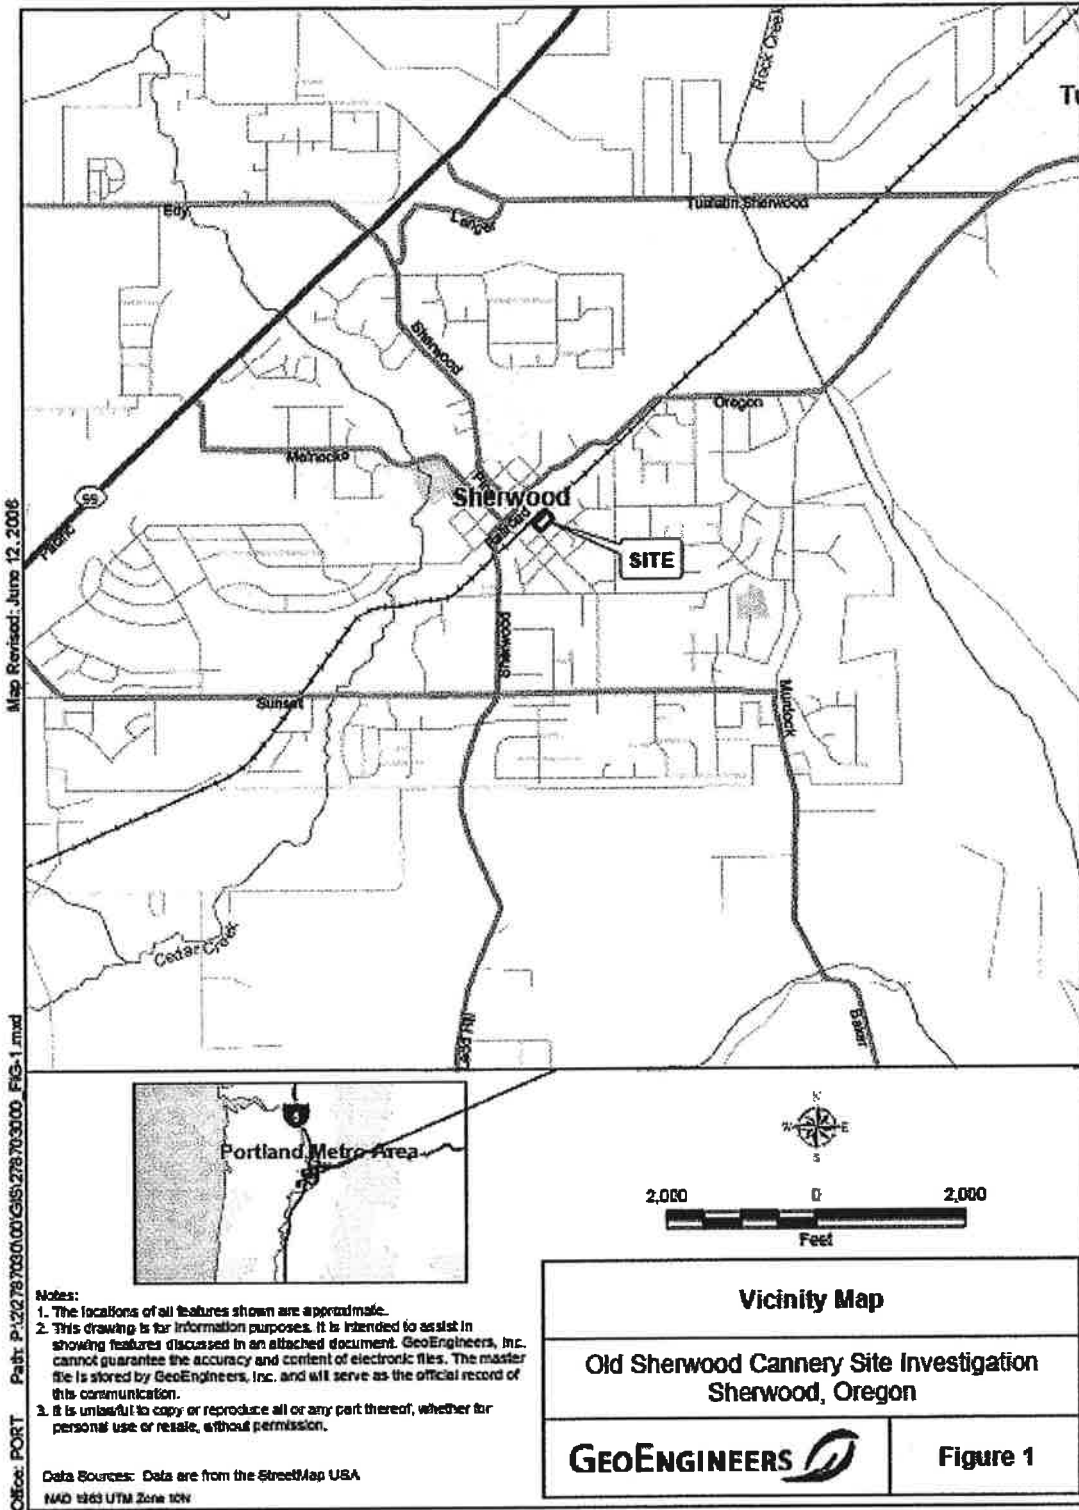 Rock Creek
Tu
Edy
Langer
Tualatin Sherwood
Sherwood
Oregon
Meinecke
Sherwood
Railroad
99
Pacific
SITE
Sherwood
Sunset
Murdock
Cedar Creek
Baker
Map Revised: June 12, 2006
Path: P:\2\2787030\00\GIS\278703000_FIG-1.mxd
Office: PORT
5
Portland Metro Area
N
W
E
S
2,000 0 2,000
Feet
Notes:
1. The locations of all features shown are approximate.
2. This drawing is for information purposes. It is intended to assist in
showing features discussed in an attached document. GeoEngineers, Inc.
cannot guarantee the accuracy and content of electronic files. The master
file is stored by GeoEngineers, Inc. and will serve as the official record of
this communication.
3. It is unlawful to copy or reproduce all or any part thereof, whether for
personal use or resale, without permission.
Data Sources: Data are from the StreetMap USA
NAD 1983 UTM Zone 10N
Vicinity Map
Old Sherwood Cannery Site Investigation
Sherwood, Oregon
GEOENGINEERS
Figure 1